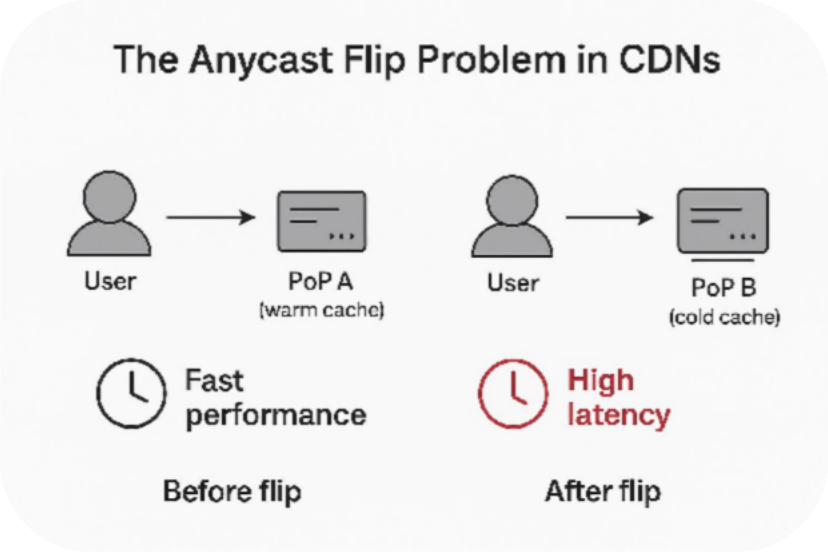 The Anycast Flip Problem in CDNs
User
PoP A
(warm cache)
Fast
performance
Before flip
User
PoP B
(cold cache)
High
latency
After flip